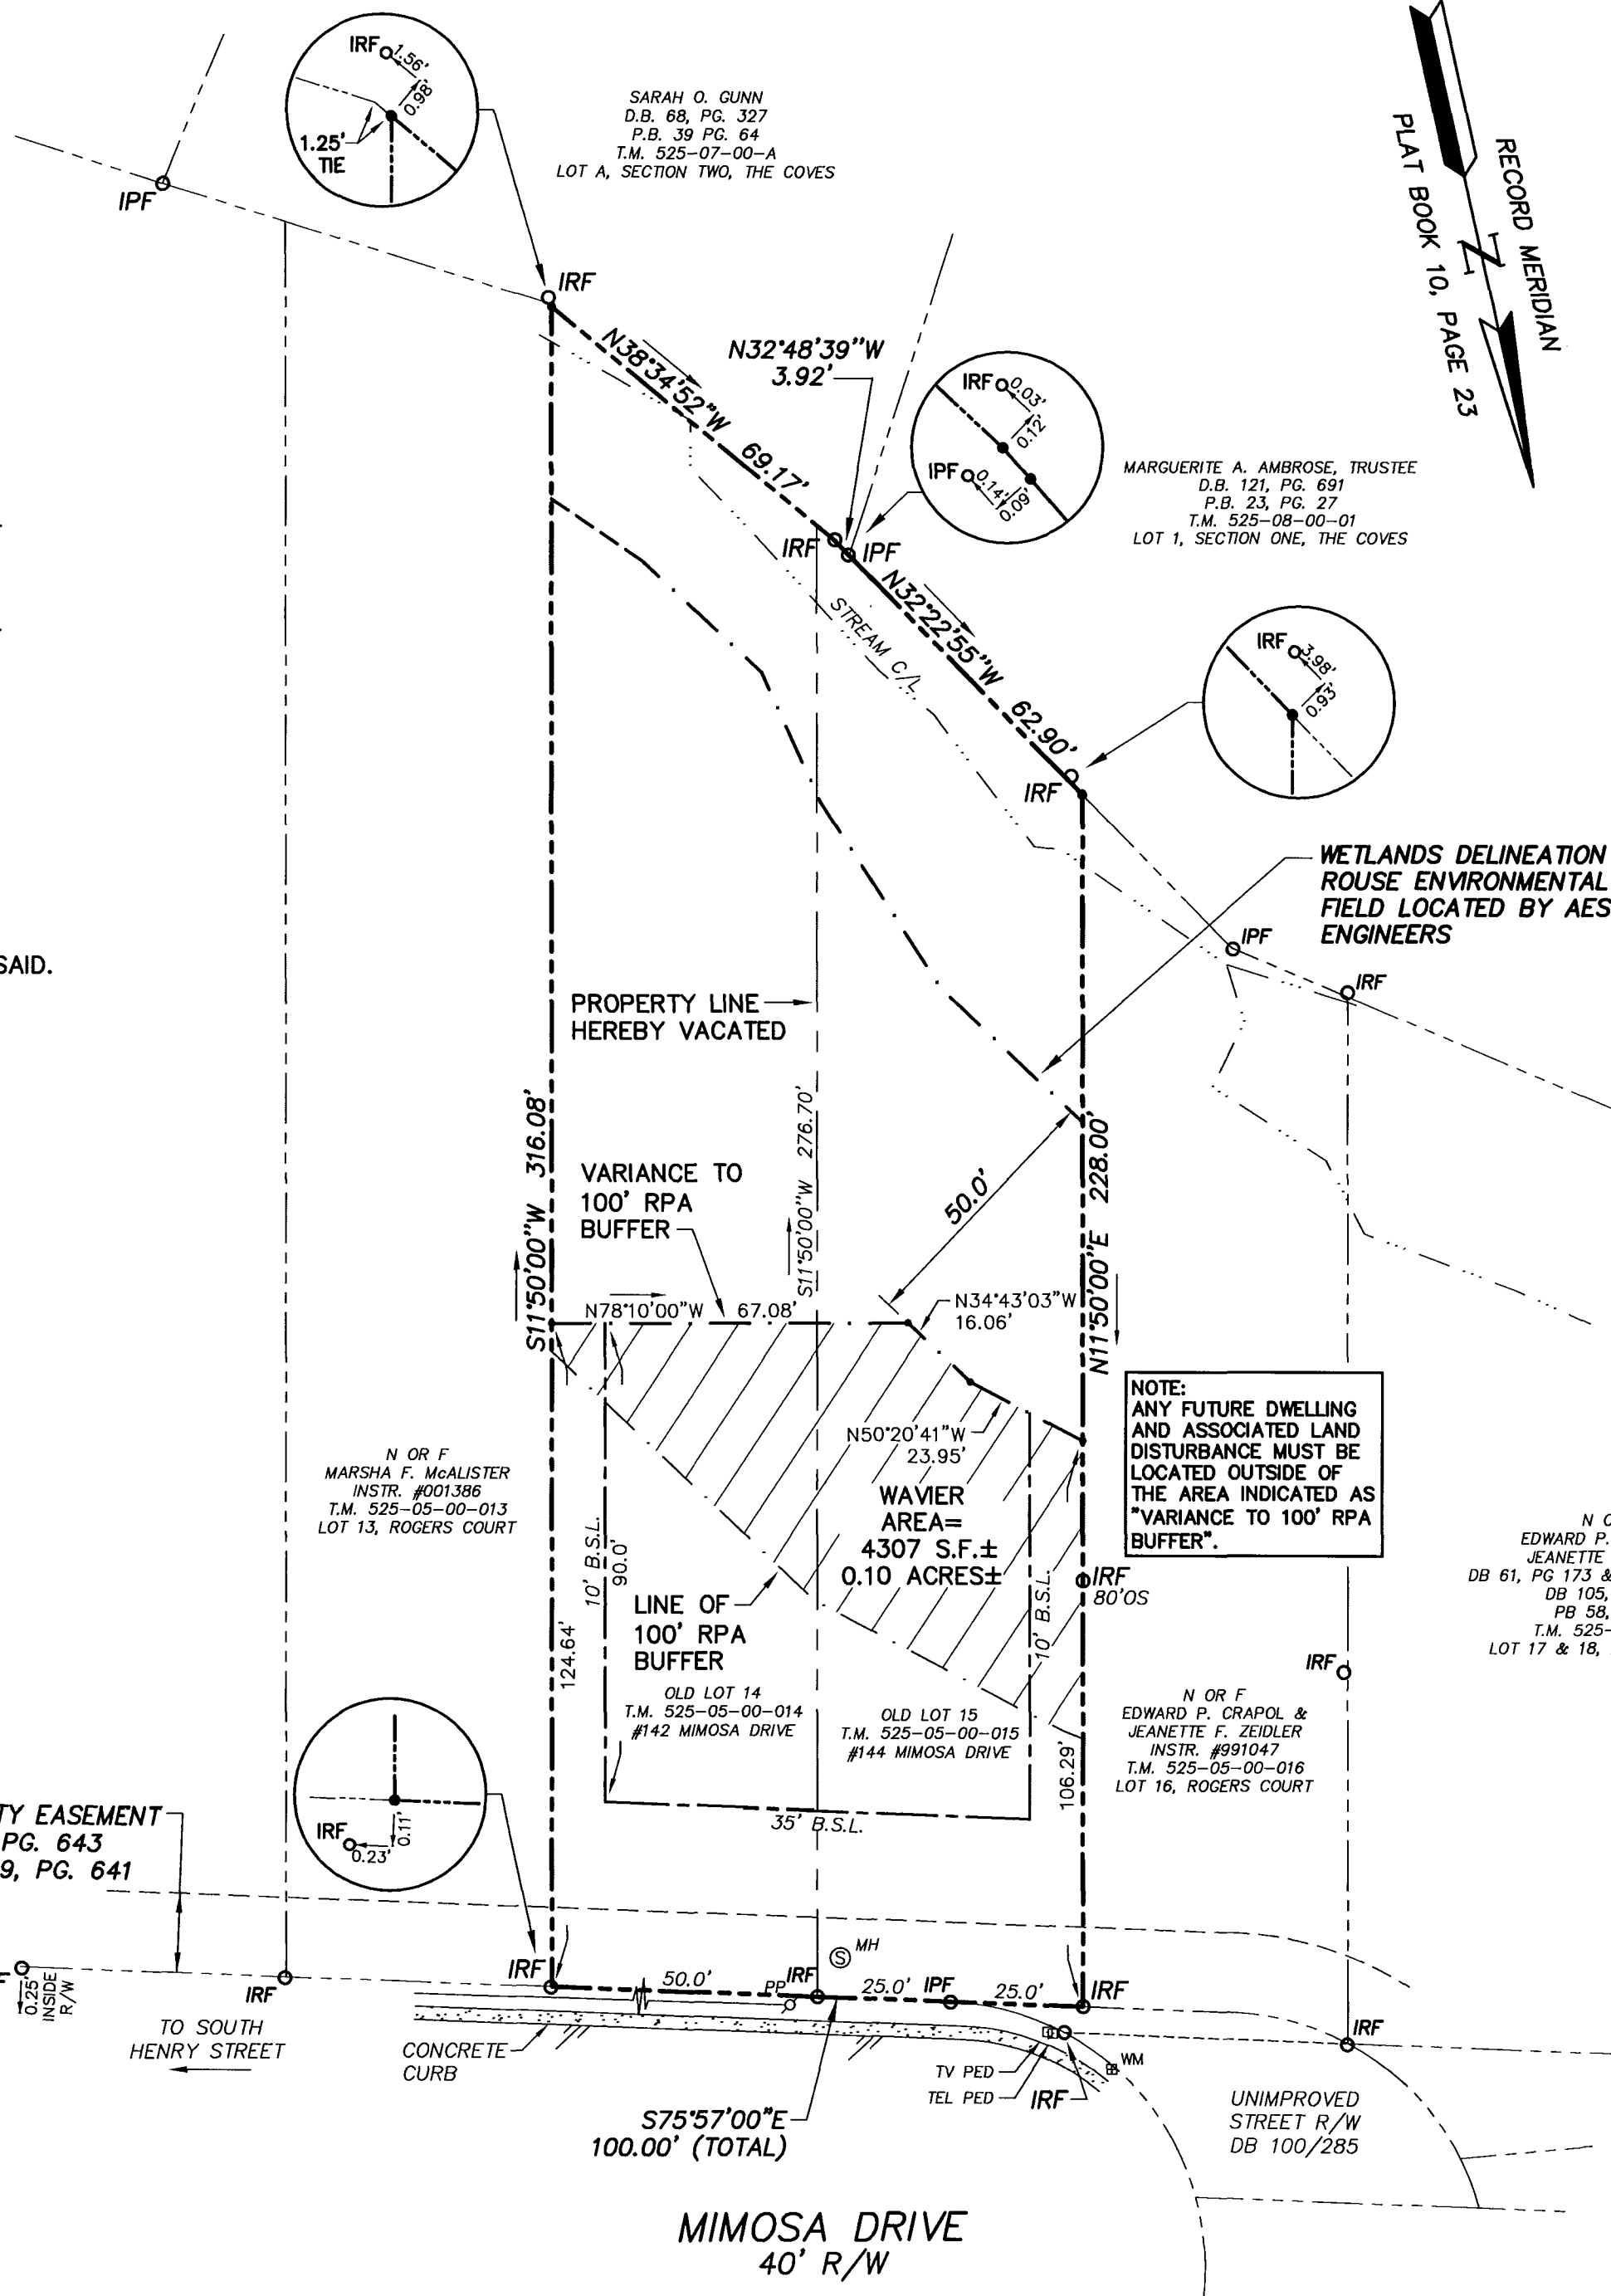 IRF
1.56'
0.98'
1.25'
TIE
SARAH O. GUNN
D.B. 68, PG. 327
P.B. 39 PG. 64
T.M. 525-07-00-A
LOT A, SECTION TWO, THE COVES
RECORD MERIDIAN
PLAT BOOK 10, PAGE 23
N
IPF
IRF
N38°34'52"W 69.17'
N32°48'39"W
3.92'
IRF
0.03'
0.12'
IPF
0.14'
0.09'
MARGUERITE A. AMBROSE, TRUSTEE
D.B. 121, PG. 691
P.B. 23, PG. 27
T.M. 525-08-00-01
LOT 1, SECTION ONE, THE COVES
IRF
IPF
N32°22'55"W 62.90'
STREAM C/L
IRF
3.98'
0.93'
IRF
WETLANDS DELINEATION
ROUSE ENVIRONMENTAL
FIELD LOCATED BY AES
ENGINEERS
IPF
IRF
SAID.
PROPERTY LINE
HEREBY VACATED
S11°50'00"W 316.08'
S11°50'00"W 276.70'
N11°50'00"E 228.00'
50.0'
VARIANCE TO
100' RPA
BUFFER
N78°10'00"W 67.08'
N34°43'03"W
16.06'
N50°20'41"W
23.95'
NOTE:
ANY FUTURE DWELLING
AND ASSOCIATED LAND
DISTURBANCE MUST BE
LOCATED OUTSIDE OF
THE AREA INDICATED AS
"VARIANCE TO 100' RPA
BUFFER".
N OR F
MARSHA F. McALISTER
INSTR. #001386
T.M. 525-05-00-013
LOT 13, ROGERS COURT
WAVIER
AREA=
4307 S.F.±
0.10 ACRES±
10' B.S.L.
90.0'
124.64'
LINE OF
100' RPA
BUFFER
10' B.S.L.
IRF
80'OS
N O
EDWARD P.
JEANETTE
DB 61, PG 173 &
DB 105,
PB 58,
T.M. 525-
LOT 17 & 18,
IRF
OLD LOT 14
T.M. 525-05-00-014
#142 MIMOSA DRIVE
OLD LOT 15
T.M. 525-05-00-015
#144 MIMOSA DRIVE
106.29'
N OR F
EDWARD P. CRAPOL &
JEANETTE F. ZEIDLER
INSTR. #991047
T.M. 525-05-00-016
LOT 16, ROGERS COURT
35' B.S.L.
IRF
0.23'
0.11'
TY EASEMENT
PG. 643
9, PG. 641
F
0.25'
INSIDE
R/W
IRF
IRF
50.0'
PP
IRF
S
MH
25.0'
IPF
25.0'
IRF
IRF
TO SOUTH
HENRY STREET
CONCRETE
CURB
TV PED
TEL PED
IRF
WM
S75°57'00"E
100.00' (TOTAL)
UNIMPROVED
STREET R/W
DB 100/285
MIMOSA DRIVE
40' R/W